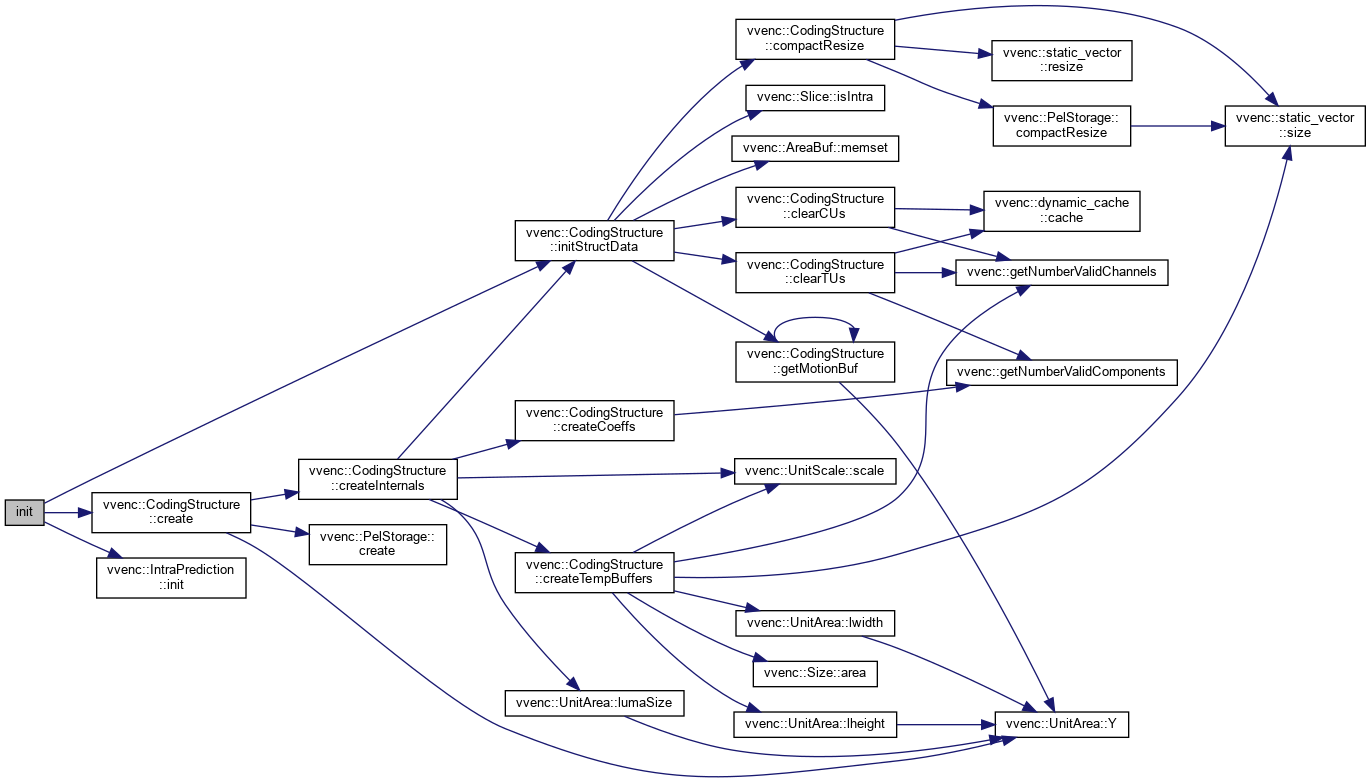 init
vvenc::CodingStructure
::create
vvenc::IntraPrediction
::init
vvenc::CodingStructure
::createInternals
vvenc::PelStorage::
create
vvenc::CodingStructure
::initStructData
vvenc::CodingStructure
::createCoeffs
vvenc::CodingStructure
::createTempBuffers
vvenc::UnitArea::lumaSize
vvenc::CodingStructure
::compactResize
vvenc::Slice::isIntra
vvenc::AreaBuf::memset
vvenc::CodingStructure
::clearCUs
vvenc::CodingStructure
::clearTUs
vvenc::CodingStructure
::getMotionBuf
vvenc::UnitScale::scale
vvenc::UnitArea::lwidth
vvenc::Size::area
vvenc::UnitArea::lheight
vvenc::static_vector
::resize
vvenc::PelStorage::
compactResize
vvenc::dynamic_cache
::cache
vvenc::getNumberValidChannels
vvenc::getNumberValidComponents
vvenc::UnitArea::Y
vvenc::static_vector
::size